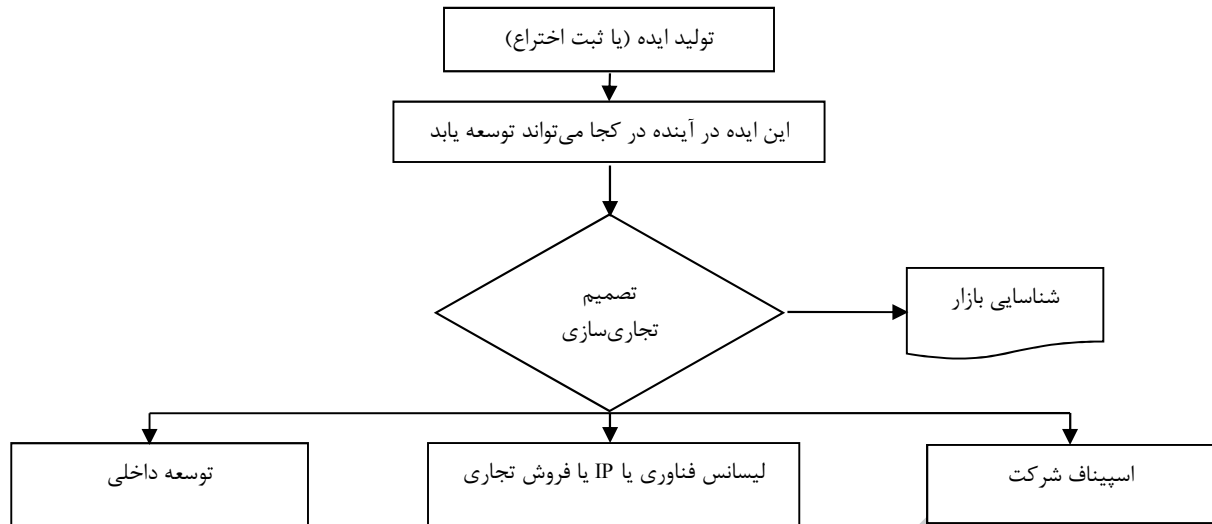 تولید ایده (یا ثبت اختراع)
این ایده در آینده در کجا می‌تواند توسعه یابد
تصمیم
تجاری‌سازی
شناسایی بازار
اسپیناف شرکت
لیسانس فناوری یا IP یا فروش تجاری
توسعه داخلی